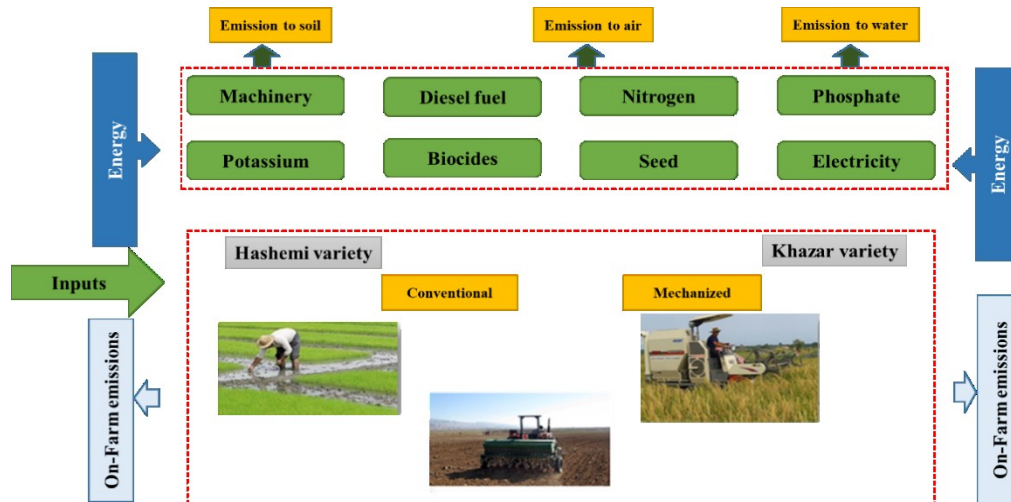 Emission to soil
Emission to air
Emission to water
Machinery
Diesel fuel
Nitrogen
Phosphate
Energy
Energy
Potassium
Biocides
Seed
Electricity
Hashemi variety
Khazar variety
Inputs
Conventional
Mechanized
On-Farm emissions
On-Farm emissions